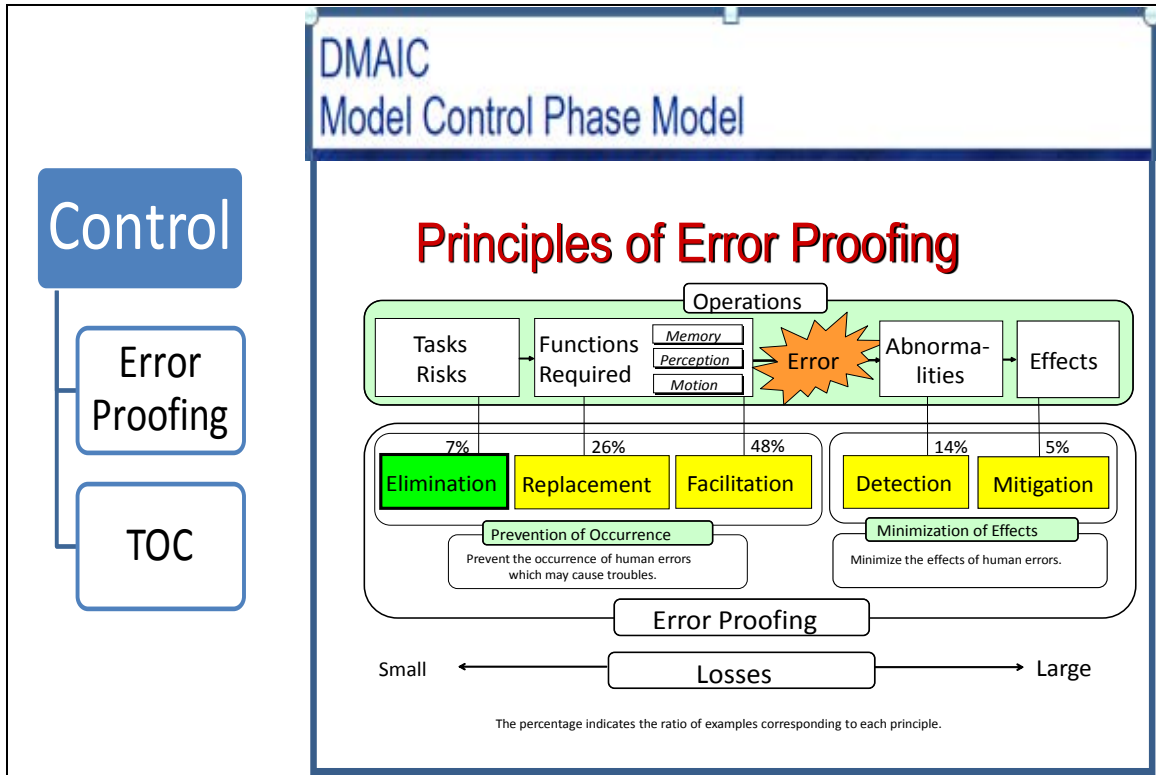 DMAIC
Model Control Phase Model
Control
Error
Proofing
TOC
Principles of Error Proofing
Operations
Tasks
Risks
Functions
Required
Memory
Perception
Motion
Error
Abnorma-
lities
Effects
7%
26%
48%
14%
5%
Elimination
Replacement
Facilitation
Detection
Mitigation
Prevention of Occurrence
Prevent the occurrence of human errors
which may cause troubles.
Minimization of Effects
Minimize the effects of human errors.
Error Proofing
Small
Losses
Large
The percentage indicates the ratio of examples corresponding to each principle.